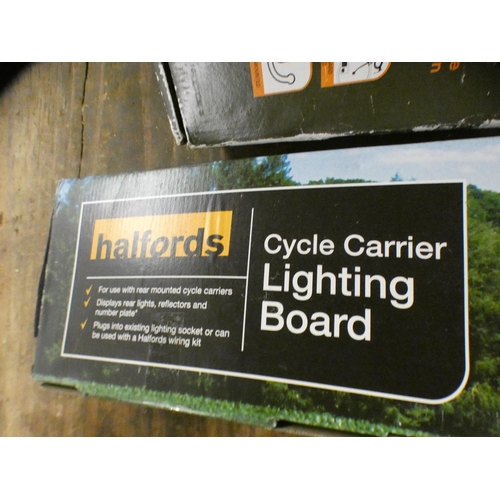 halfords
For use with rear mounted cycle carriers
Displays rear lights, reflectors and
number plate*
Plugs into existing lighting socket or can
be used with a Halfords wiring kit
Cycle Carrier
Lighting
Board